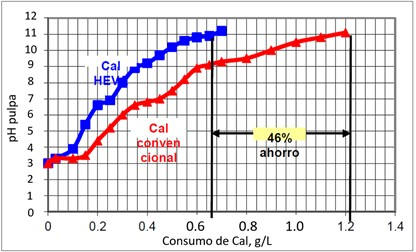 12
11
10
9
8
7
6
5
4
3
2
1
0
pH pulpa
Cal
HEV
Cal
conven
cional
46%
ahorro
0 0.2 0.4 0.6 0.8 1.0 1.2 1.4
Consumo de Cal, g/L